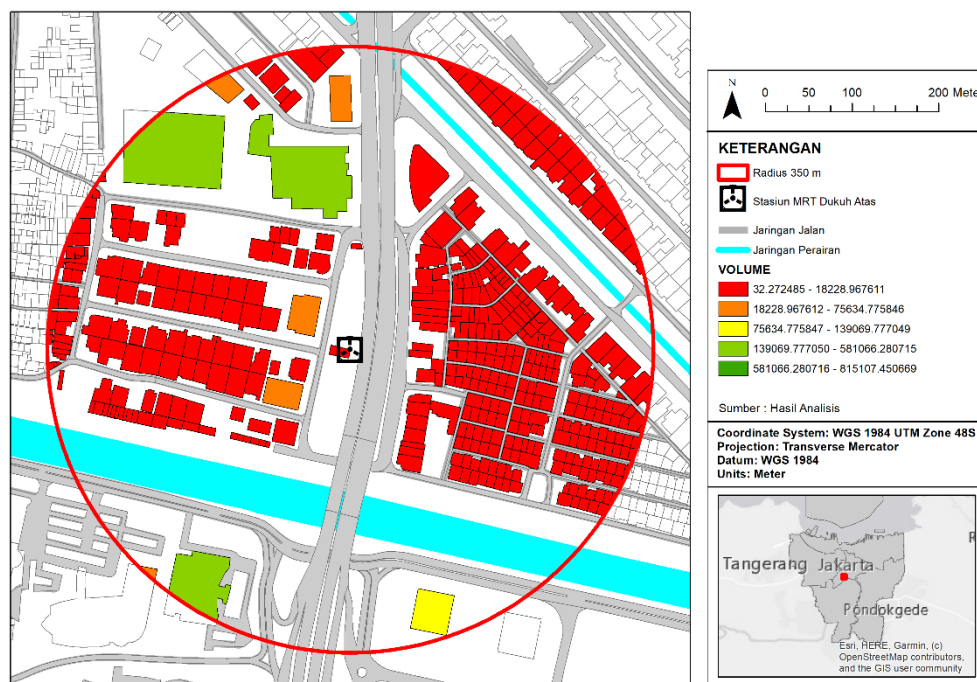 N
0 50 100 200 Mete
KETERANGAN
Radius 350 m
Stasiun MRT Dukuh Atas
Jaringan Jalan
Jaringan Perairan
VOLUME
32.272485 - 18228.967611
18228.967612 - 75634.775846
75634.775847 - 139069.777049
139069.777050 - 581066.280715
581066.280716 - 815107.450669
Sumber : Hasil Analisis
Coordinate System: WGS 1984 UTM Zone 48S
Projection: Transverse Mercator
Datum: WGS 1984
Units: Meter
R
Tangerang Jakarta
Pondokgede
Esri, HERE, Garmin, (c)
OpenStreetMap contributors,
and the GIS user community